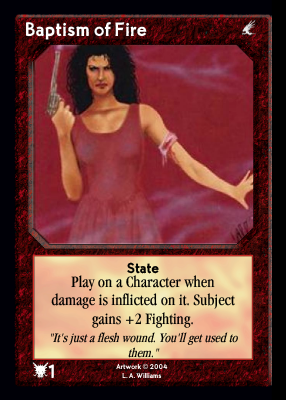 Baptism of Fire
State
Play on a Character when
damage is inflicted on it. Subject
gains +2 Fighting.
"It's just a flesh wound. You'll get used to
them."
Artwork © 2004
L. A. Williams
1